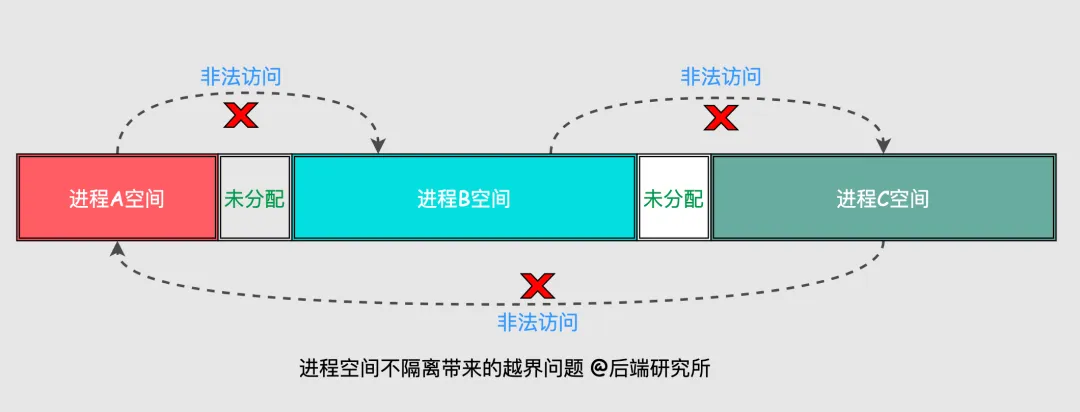 非法访问
非法访问
进程A空间
未分配
进程B空间
未分配
进程C空间
非法访问
进程空间不隔离带来的越界问题 @后端研究所